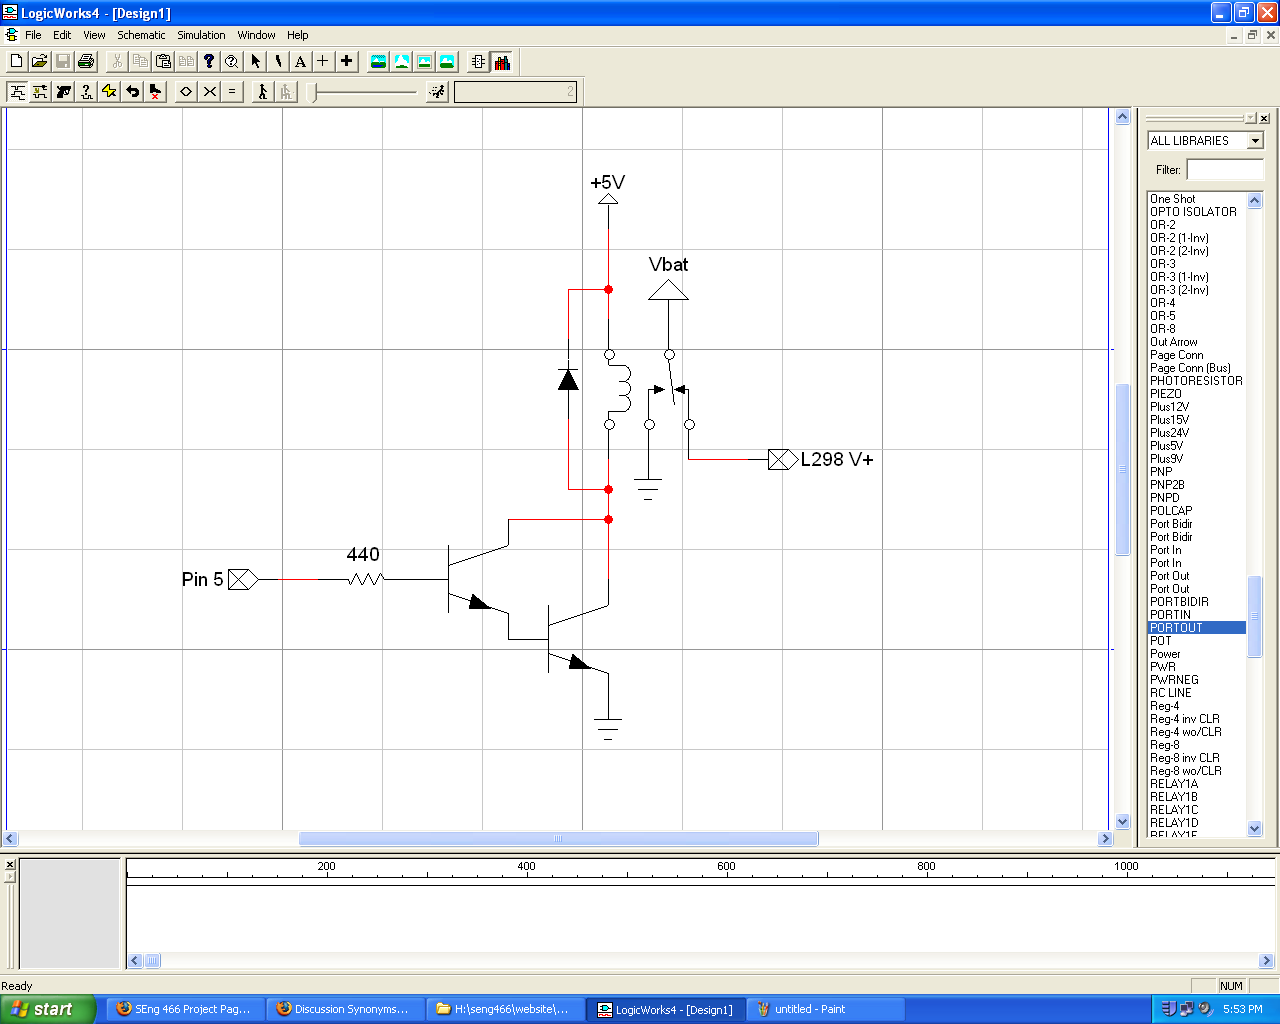 LogicWorks4 - [Design1]
File Edit View Schematic Simulation Window Help
2
ALL LIBRARIES
Filter:
One Shot
OPTO ISOLATOR
OR-2
OR-2 (1-Inv)
OR-2 (2-Inv)
OR-3
OR-3 (1-Inv)
OR-3 (2-Inv)
OR-4
OR-5
OR-8
Out Arrow
Page Conn
Page Conn (Bus)
PHOTORESISTOR
PIEZO
Plus12V
Plus15V
Plus24V
Plus5V
Plus9V
PNP
PNP2B
PNPD
POLCAP
Port Bidir
Port Bidir
Port In
Port In
Port Out
Port Out
PORTBIDIR
PORTIN
PORTOUT
POT
Power
PWR
PWRNEG
RC LINE
Reg-4
Reg-4 inv CLR
Reg-4 wo/CLR
Reg-8
Reg-8 inv CLR
Reg-8 wo/CLR
RELAY1A
RELAY1B
RELAY1C
RELAY1D
RELAY1E
+5V
Vbat
L298 V+
440
Pin 5
200 400 600 800 1000
Ready
NUM
start
SEng 466 Project Pag...
Discussion Synonyms...
H:\seng466\website\...
LogicWorks4 - [Design1]
untitled - Paint
5:53 PM